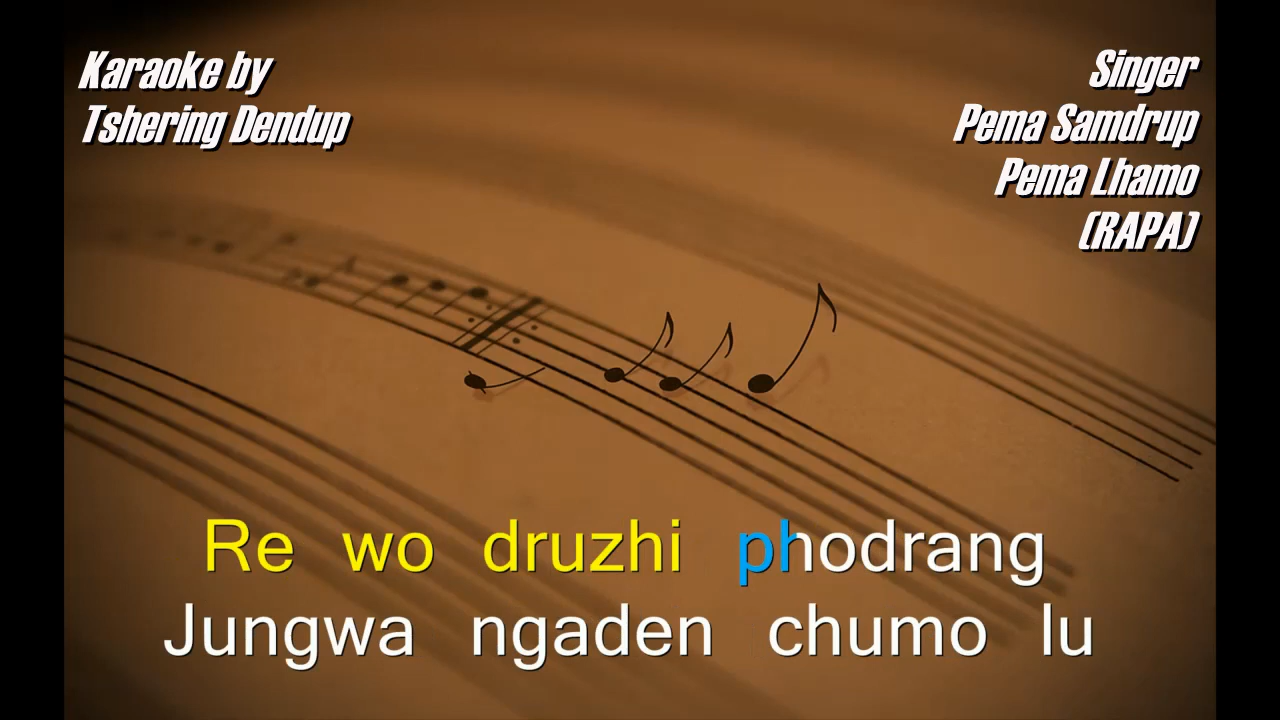 Karaoke by
Tshering Dendup
Singer
Pema Samdrup
Pema Lhamo
(RAPA)
Re wo druzhi phodrang
Jungwa ngaden chumo lu